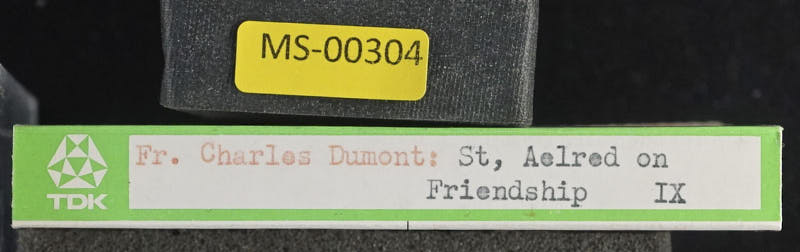 MS-00304
Fr. Charles Dumont: St, Aelred on
Friendship IX
TDK